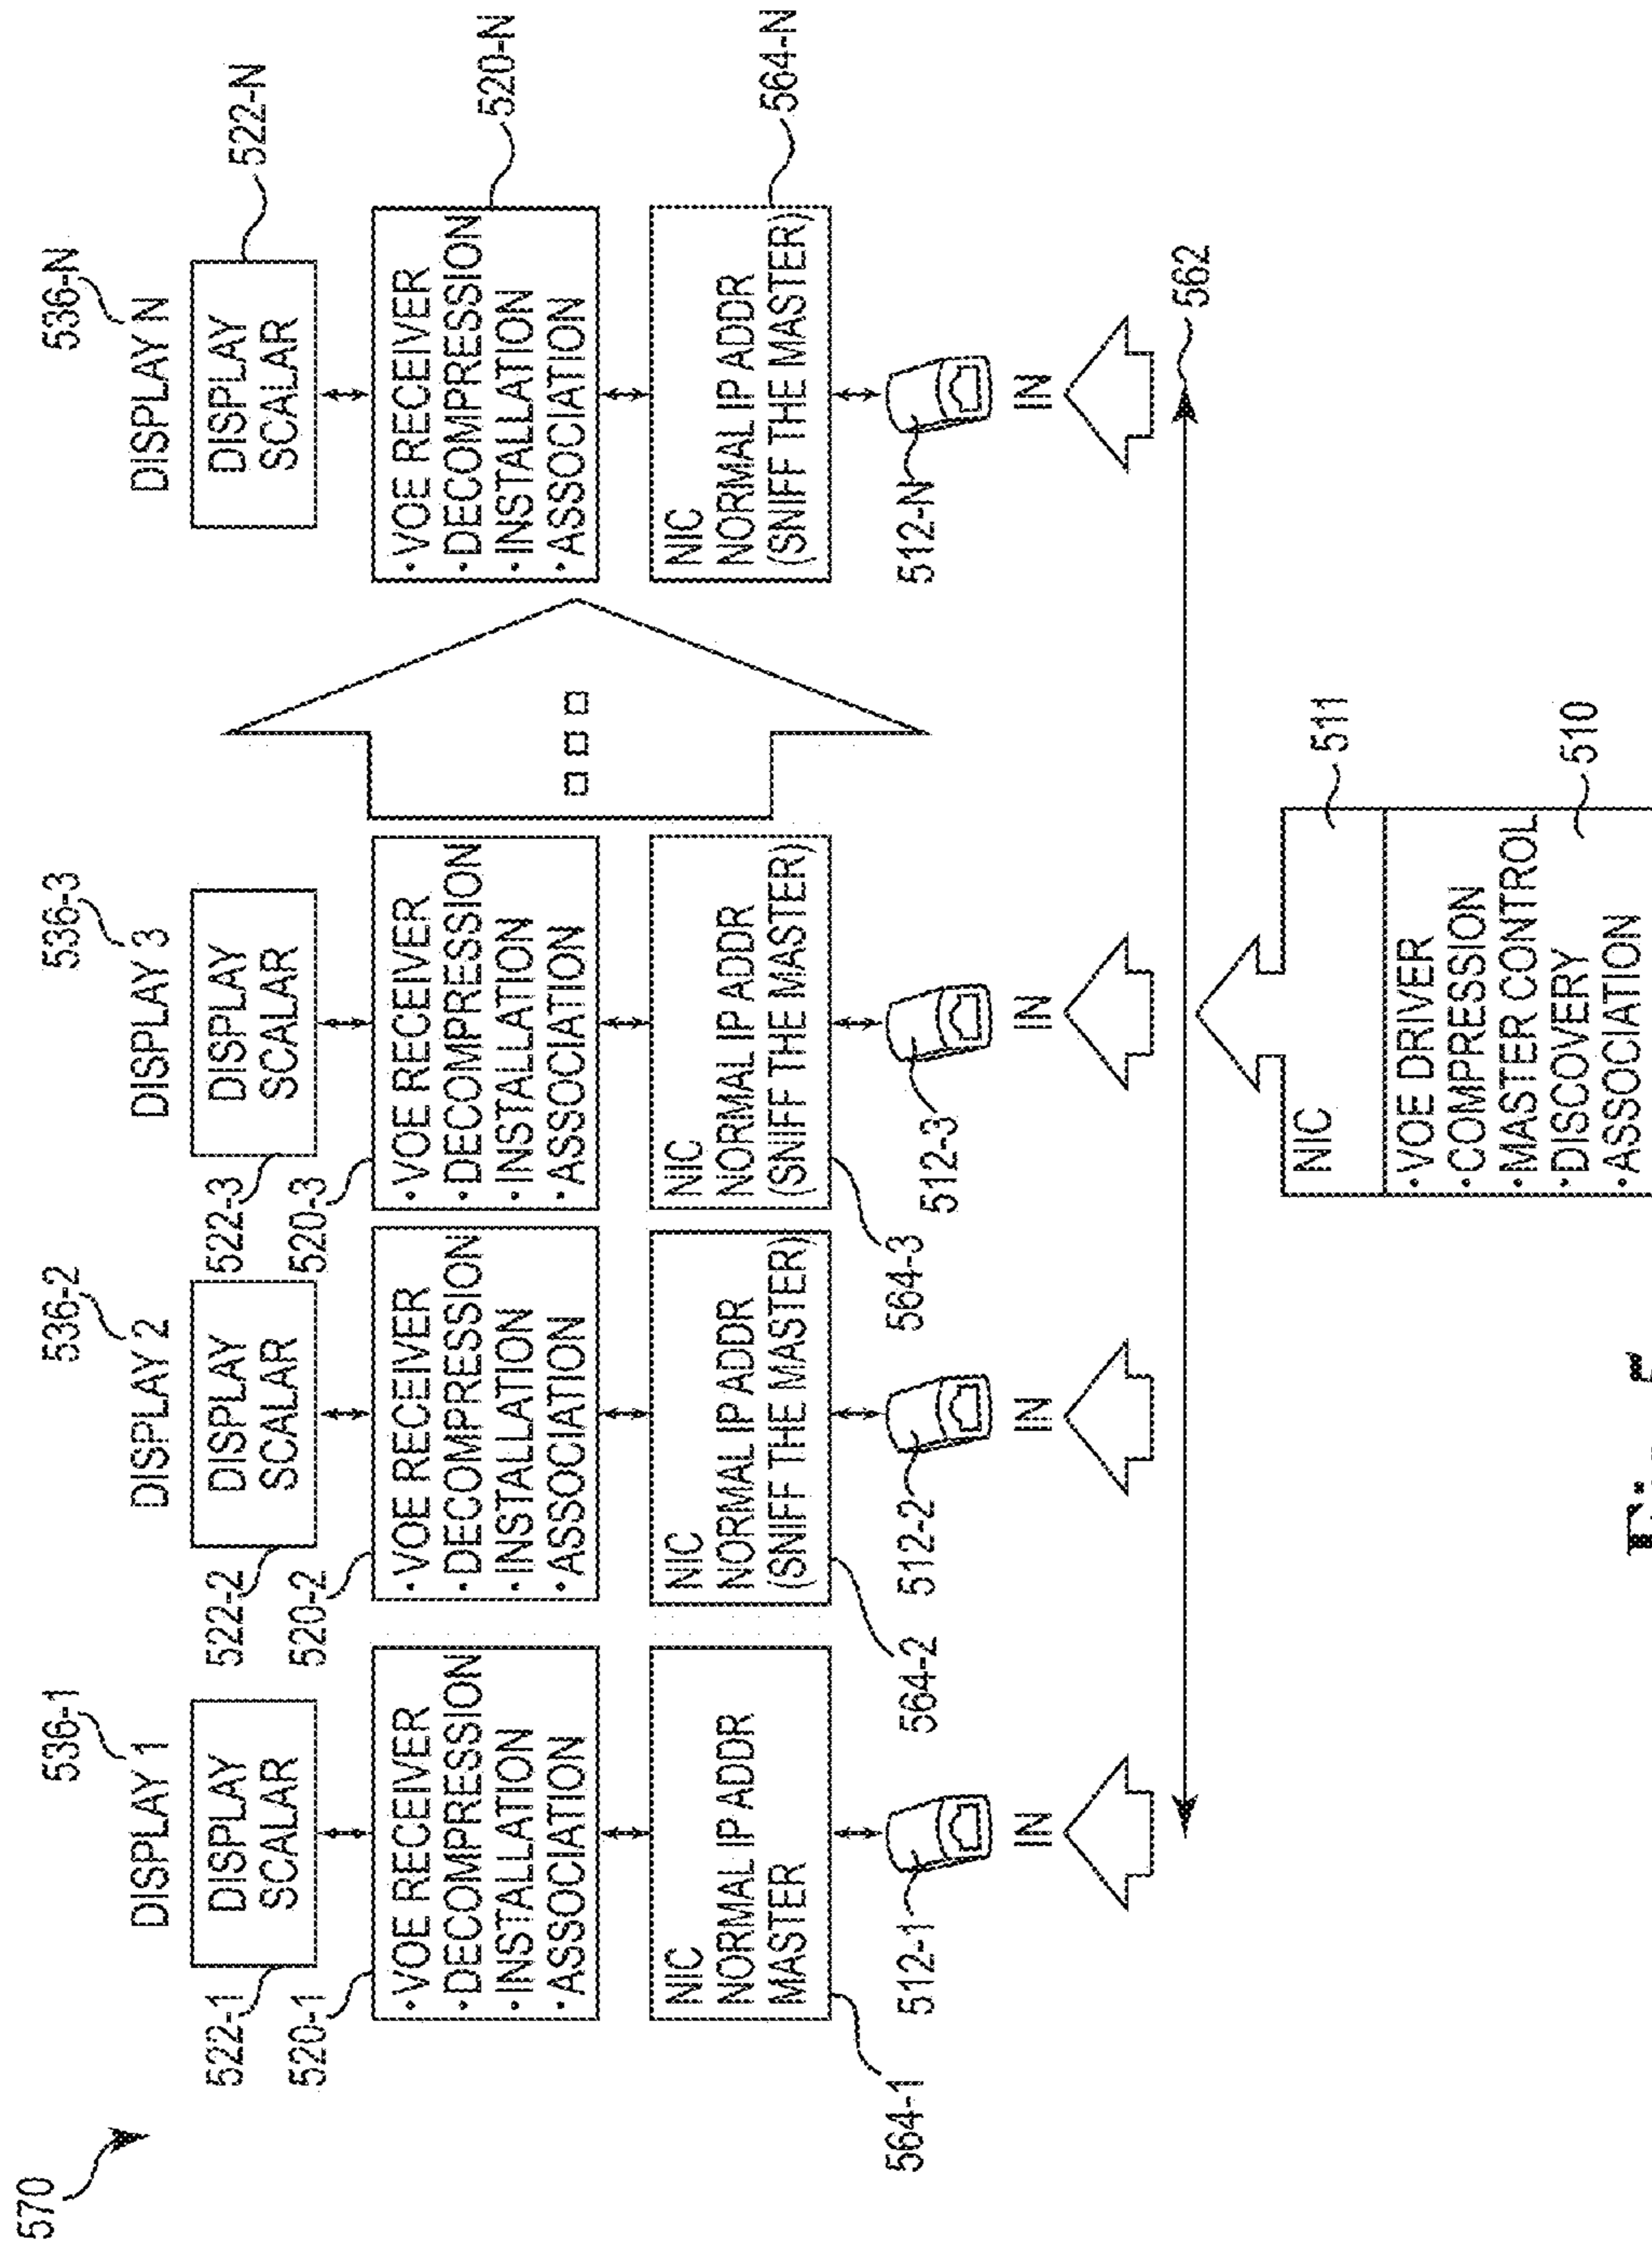 570
536-1
DISPLAY 1
536-2
DISPLAY 2
536-3
DISPLAY 3
536-N
DISPLAY N
522-1
DISPLAY
SCALAR
522-2
DISPLAY
SCALAR
522-3
DISPLAY
SCALAR
522-N
DISPLAY
SCALAR
520-1
• VOE RECEIVER
• DECOMPRESSION
• INSTALLATION
• ASSOCIATION
520-2
• VOE RECEIVER
• DECOMPRESSION
• INSTALLATION
• ASSOCIATION
520-3
• VOE RECEIVER
• DECOMPRESSION
• INSTALLATION
• ASSOCIATION
520-N
• VOE RECEIVER
• DECOMPRESSION
• INSTALLATION
• ASSOCIATION
564-1
NIC
NORMAL IP ADDR
MASTER
564-2
NIC
NORMAL IP ADDR
(SNIFF THE MASTER)
564-3
NIC
NORMAL IP ADDR
(SNIFF THE MASTER)
564-N
NIC
NORMAL IP ADDR
(SNIFF THE MASTER)
512-1
IN
512-2
IN
512-3
IN
512-N
IN
562
NIC
511
• VOE DRIVER
• COMPRESSION
• MASTER CONTROL
• DISCOVERY
• ASSOCIATION
510